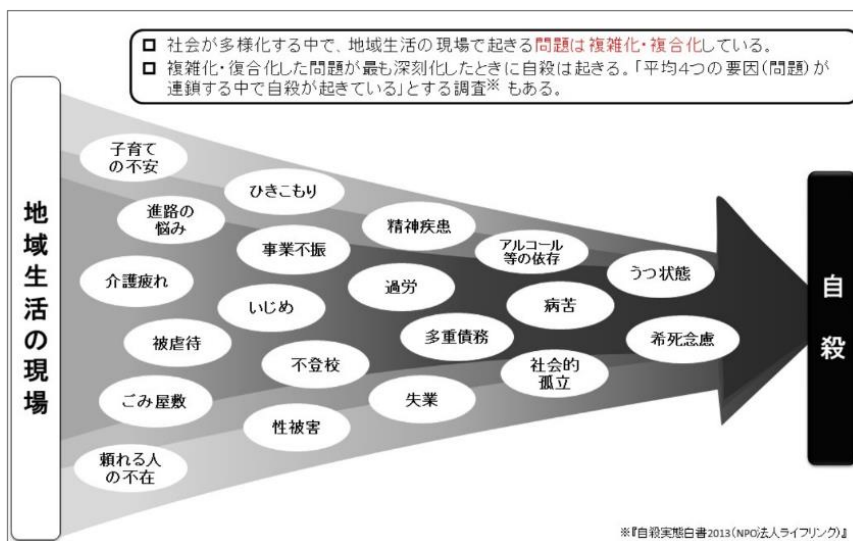 □ 社会が多様化する中で、地域生活の現場で起きる問題は複雑化・複合化している。
□ 複雑化・復合化した問題が最も深刻化したときに自殺は起きる。「平均4つの要因(問題)が
連鎖する中で自殺が起きている」とする調査※ もある。
地域生活の現場
子育て
の不安
ひきこもり
進路の
悩み
精神疾患
事業不振
アルコール
等の依存
うつ状態
介護疲れ
過労
いじめ
病苦
被虐待
多重債務
希死念慮
不登校
社会的
孤立
ごみ屋敷
失業
性被害
頼れる人
の不在
自殺
※『自殺実態白書2013(NPO法人ライフリンク)』